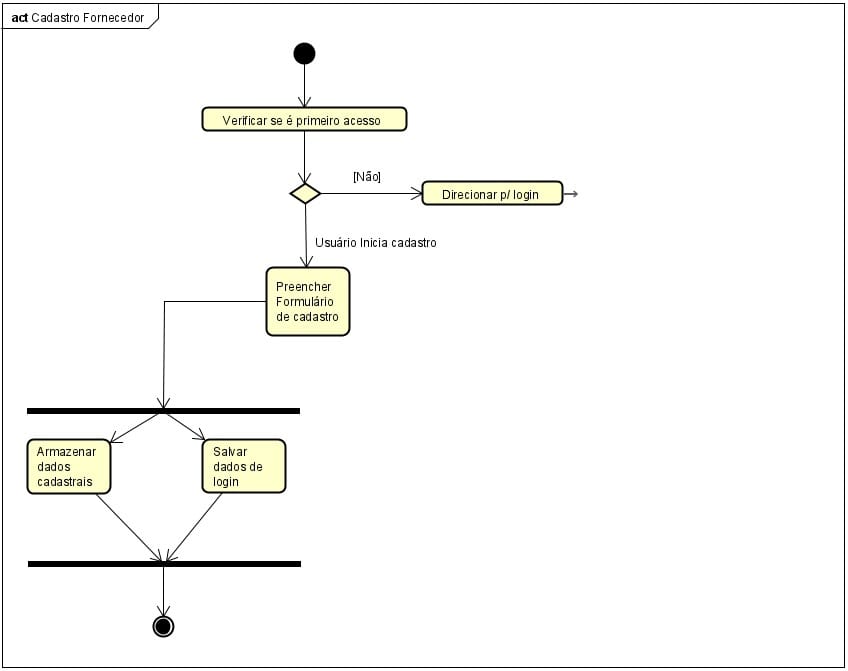 act Cadastro Fornecedor
Verificar se é primeiro acesso
[Não]
Direcionar p/ login
Usuário Inicia cadastro
Preencher
Formulário
de cadastro
Armazenar
dados
cadastrais
Salvar
dados de
login